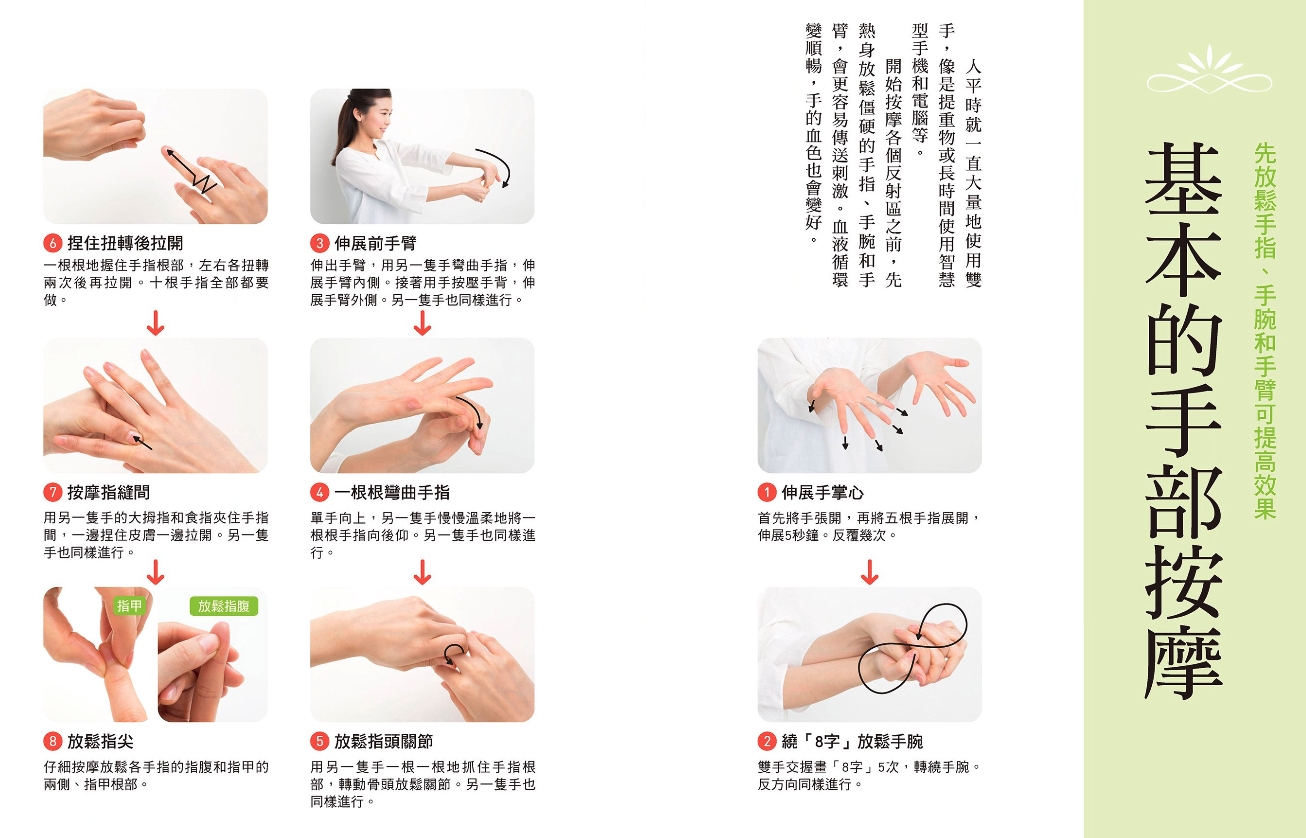 基本的手部按摩
先放鬆手指、手腕和手臂可提高效果
人平時就一直大量地使用雙
手，像是提重物或長時間使用智慧
型手機和電腦等。
開始按摩各個反射區之前，先
熱身放鬆僵硬的手指、手腕和手
臂，會更容易傳送刺激。血液循環
變順暢，手的血色也會變好。
1 伸展手掌心
首先將手張開，再將五根手指展開，
伸展5秒鐘。反覆幾次。
2 繞「8字」放鬆手腕
雙手交握畫「8字」5次，轉繞手腕。
反方向同樣進行。
3 伸展前手臂
伸出手臂，用另一隻手彎曲手指，伸
展手臂內側。接著用手按壓手背，伸
展手臂外側。另一隻手也同樣進行。
4 一根根彎曲手指
單手向上，另一隻手慢慢溫柔地將一
根根手指向後仰。另一隻手也同樣進
行。
5 放鬆指頭關節
用另一隻手一根一根地抓住手指根
部，轉動骨頭放鬆關節。另一隻手也
同樣進行。
6 捏住扭轉後拉開
一根根地握住手指根部，左右各扭轉
兩次後再拉開。十根手指全部都要
做。
7 按摩指縫間
用另一隻手的大拇指和食指夾住手指
間，一邊捏住皮膚一邊拉開。另一隻
手也同樣進行。
指甲
放鬆指腹
8 放鬆指尖
仔細按摩放鬆各手指的指腹和指甲的
兩側、指甲根部。